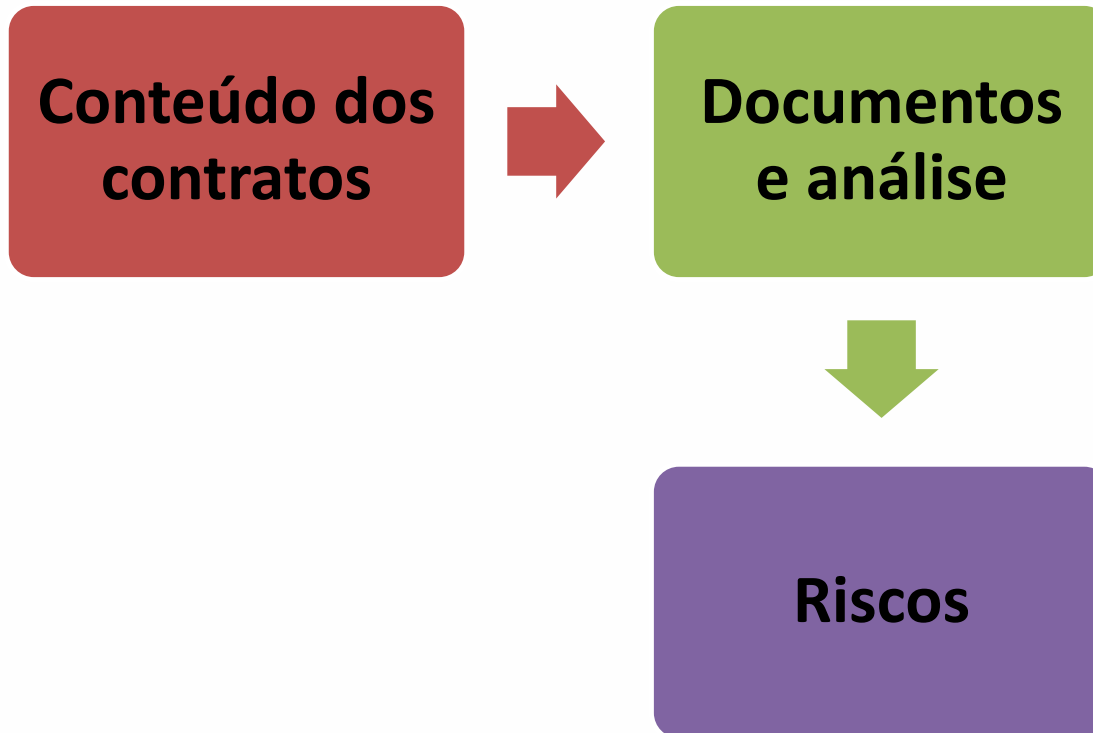 Conteúdo dos
contratos
Documentos
e análise
Riscos